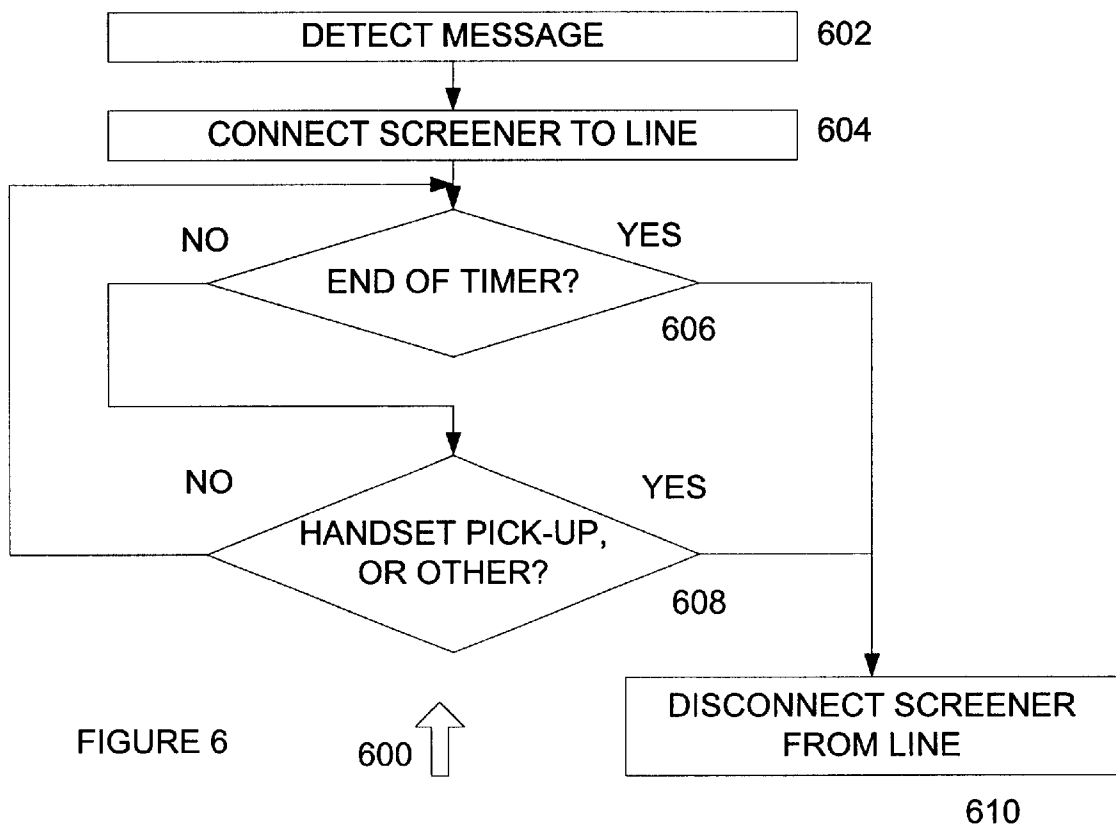 DETECT MESSAGE
602
CONNECT SCREENER TO LINE
604
NO
YES
END OF TIMER?
606
NO
YES
HANDSET PICK-UP,
OR OTHER?
608
DISCONNECT SCREENER
FROM LINE
610
FIGURE 6
600